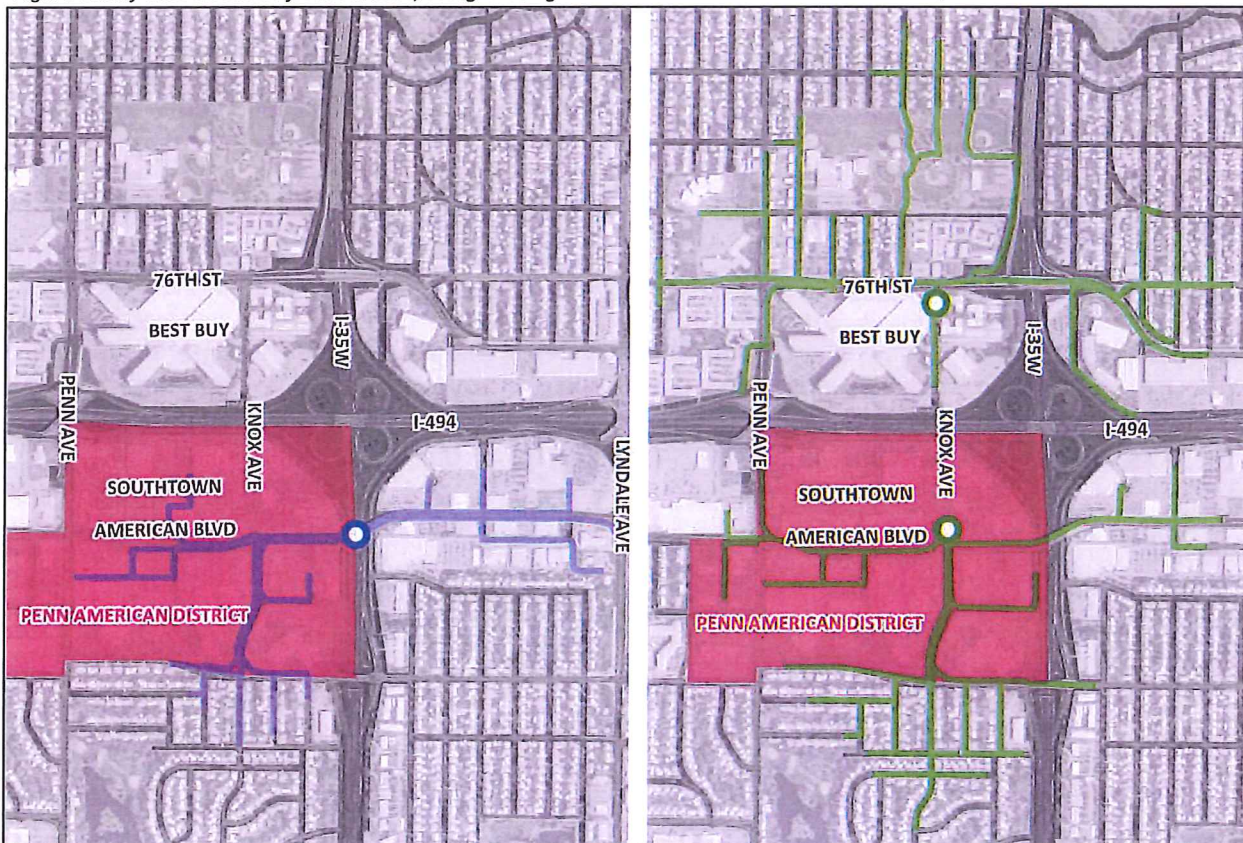 76TH ST
BEST BUY
I-35W
PENN AVE
KNOX AVE
I-494
LYNDALE AVE
SOUTHTOWN
AMERICAN BLVD
PENN AMERICAN DISTRICT
76TH ST
BEST BUY
I-35W
PENN AVE
KNOX AVE
I-494
SOUTHTOWN
AMERICAN BLVD
PENN AMERICAN DISTRICT